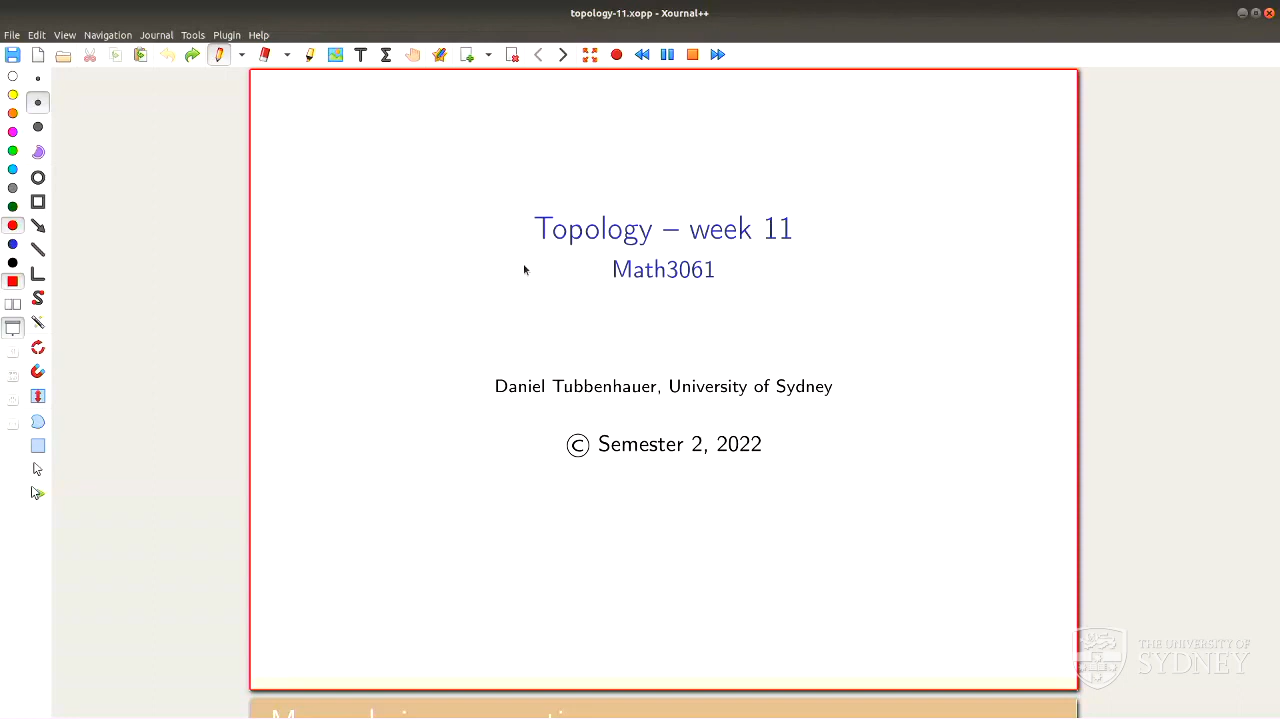 topology-11.xopp - Xournal++
File Edit View Navigation Journal Tools Plugin Help
Topology – week 11
Math3061
Daniel Tubbenhauer, University of Sydney
© Semester 2, 2022
THE UNIVERSITY OF
SYDNEY